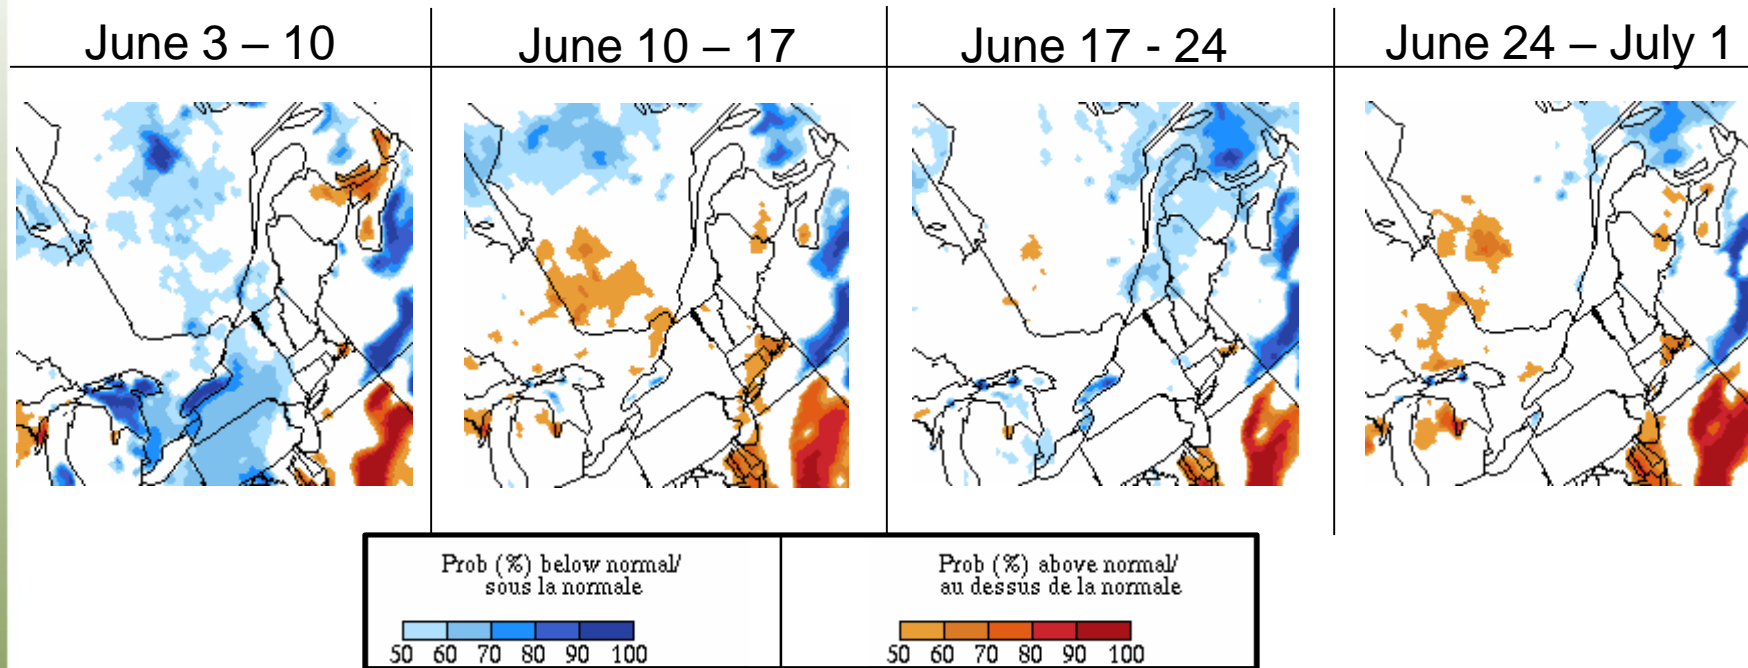 June 3 – 10
June 10 – 17
June 17 - 24
June 24 – July 1
Prob (%) below normal/
sous la normale
50 60 70 80 90 100
Prob (%) above normal/
au dessus de la normale
50 60 70 80 90 100